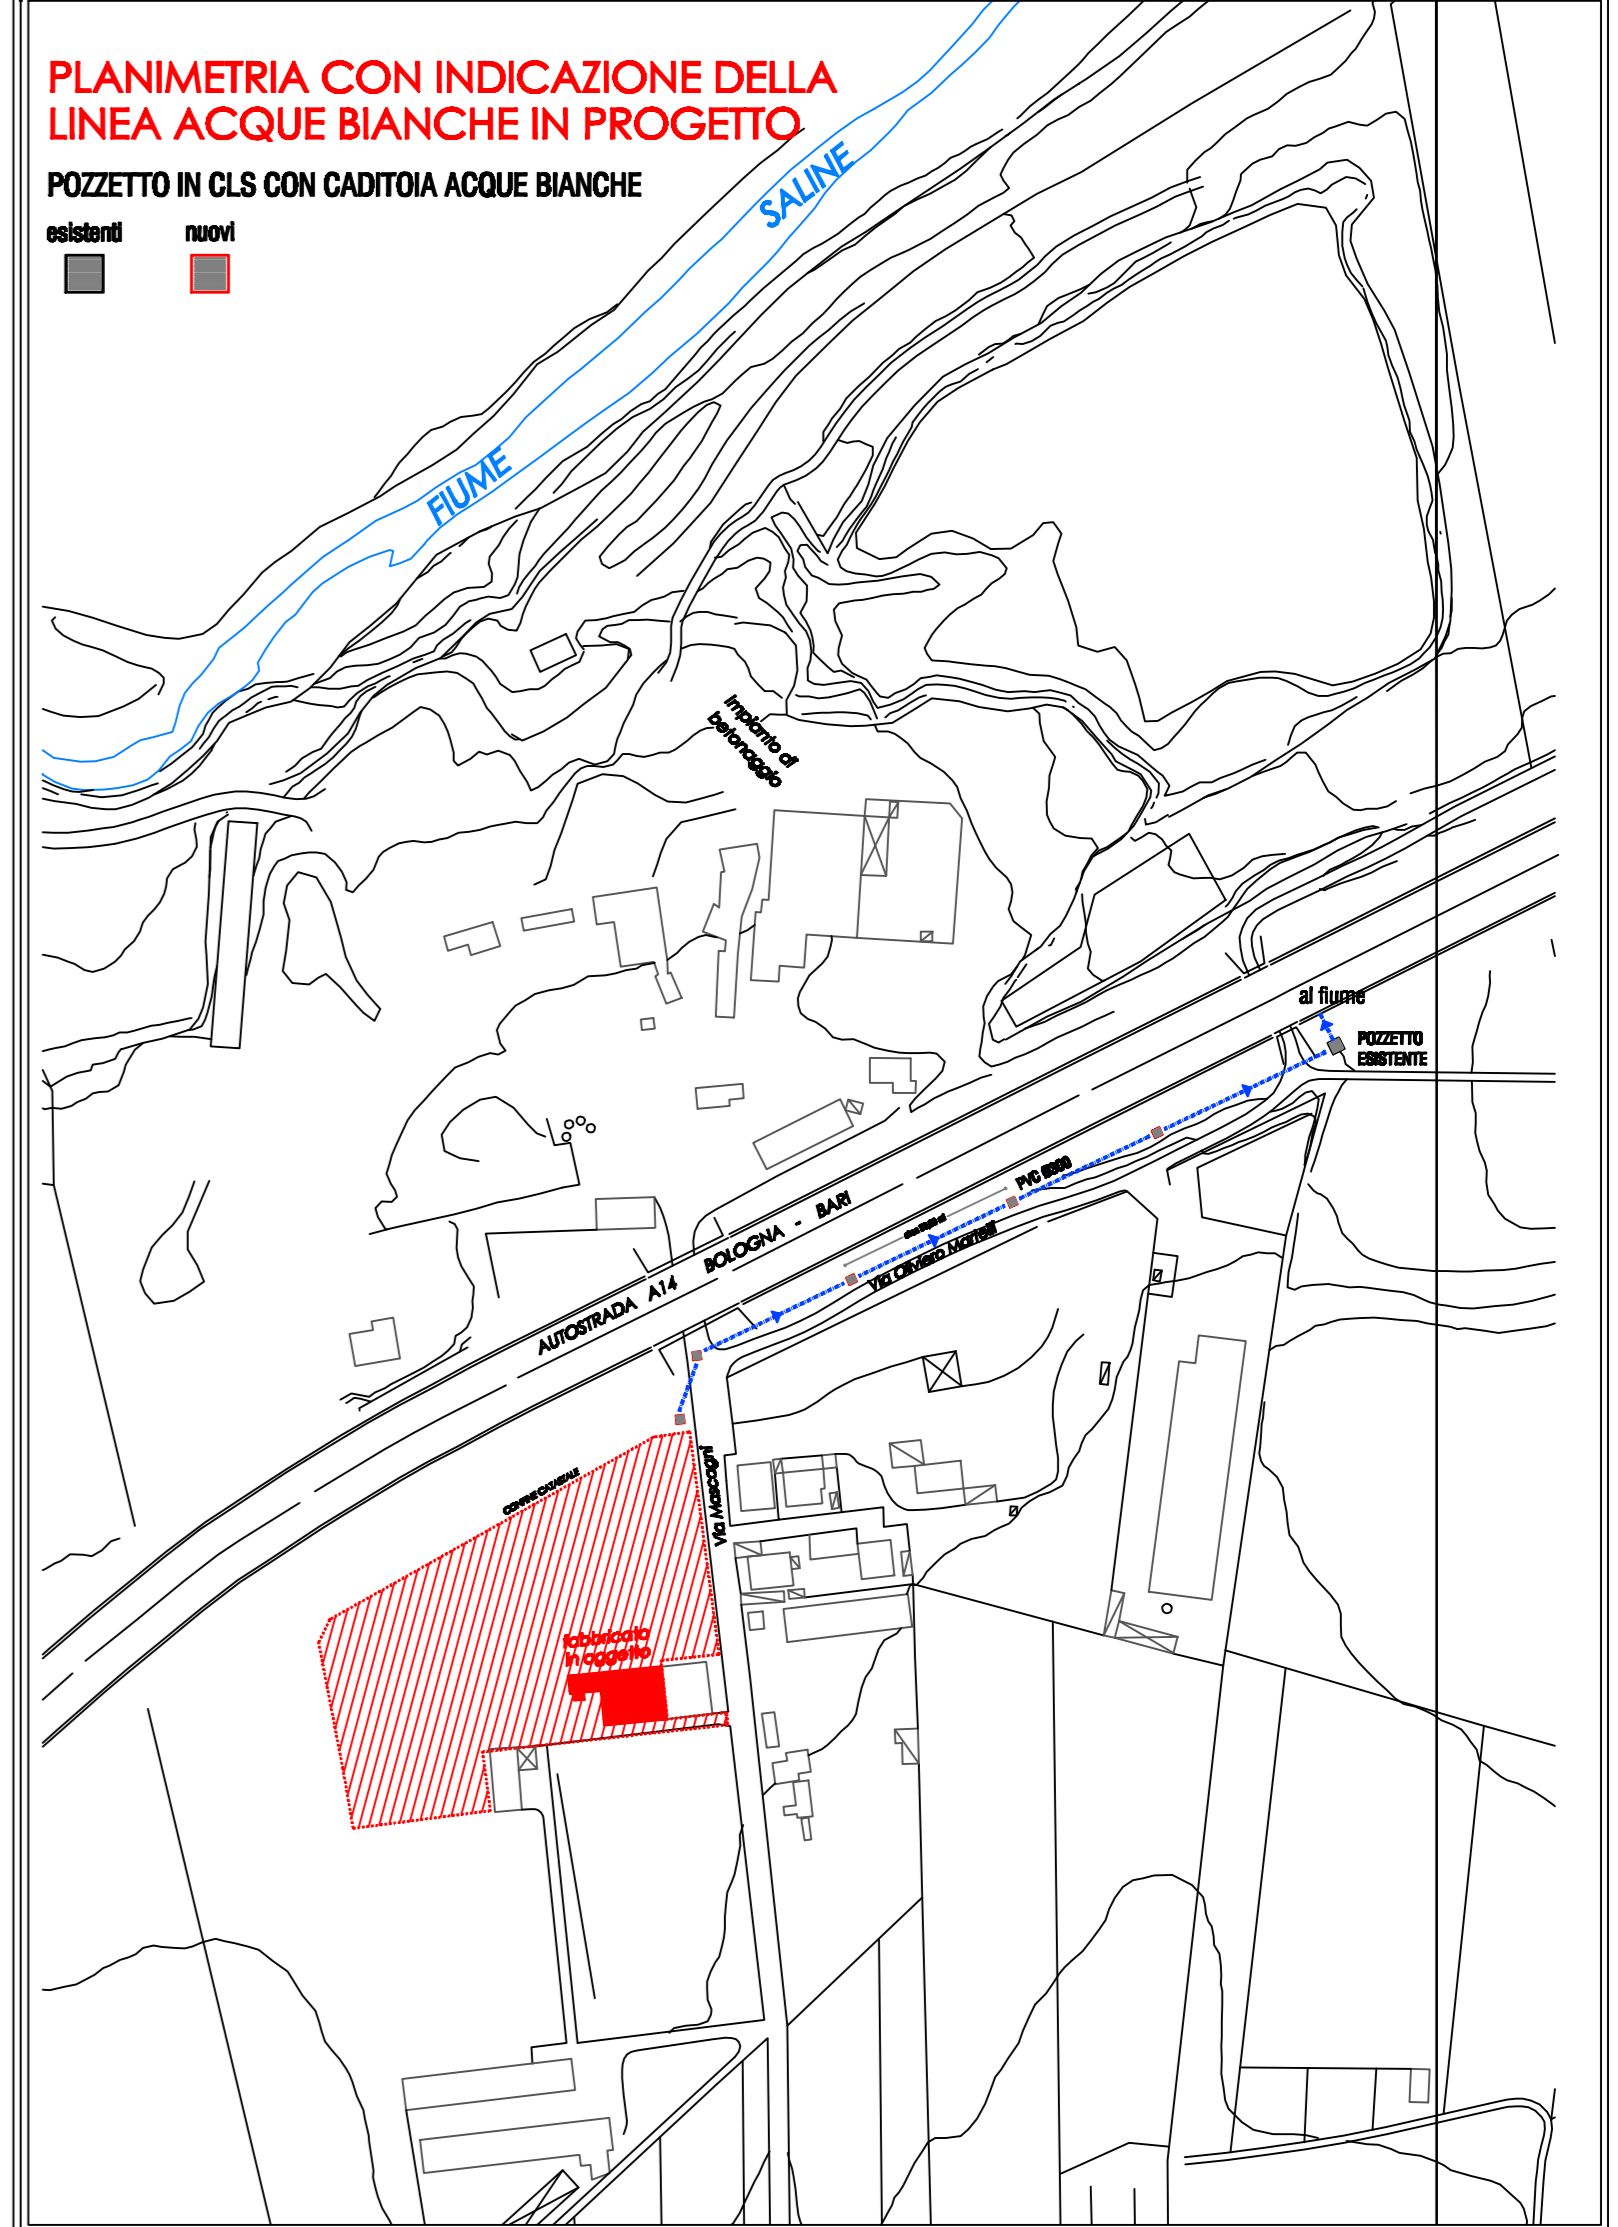 PLANIMETRIA CON INDICAZIONE DELLA
LINEA ACQUE BIANCHE IN PROGETTO
POZZETTO IN CLS CON CADITOIA ACQUE BIANCHE
esistenti nuovi
FIUME SALINE
impianto di
betonaggio
al fiume
POZZETTO
ESISTENTE
PVC
Via Oliviero Martelli
AUTOSTRADA A14 BOLOGNA - BARI
CONFINE CATASTALE
Via Mascagni
fabbricato
in oggetto